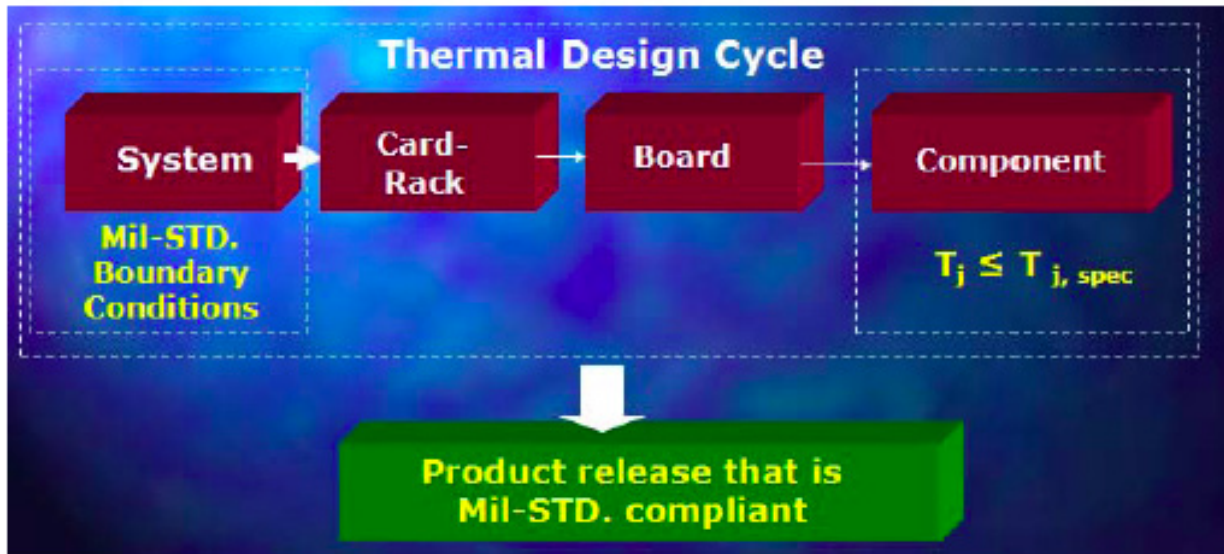 Thermal Design Cycle
System
Card-
Rack
Board
Component
Mil-STD.
Boundary
Conditions
Tj ≤ T j, spec
Product release that is
Mil-STD. compliant